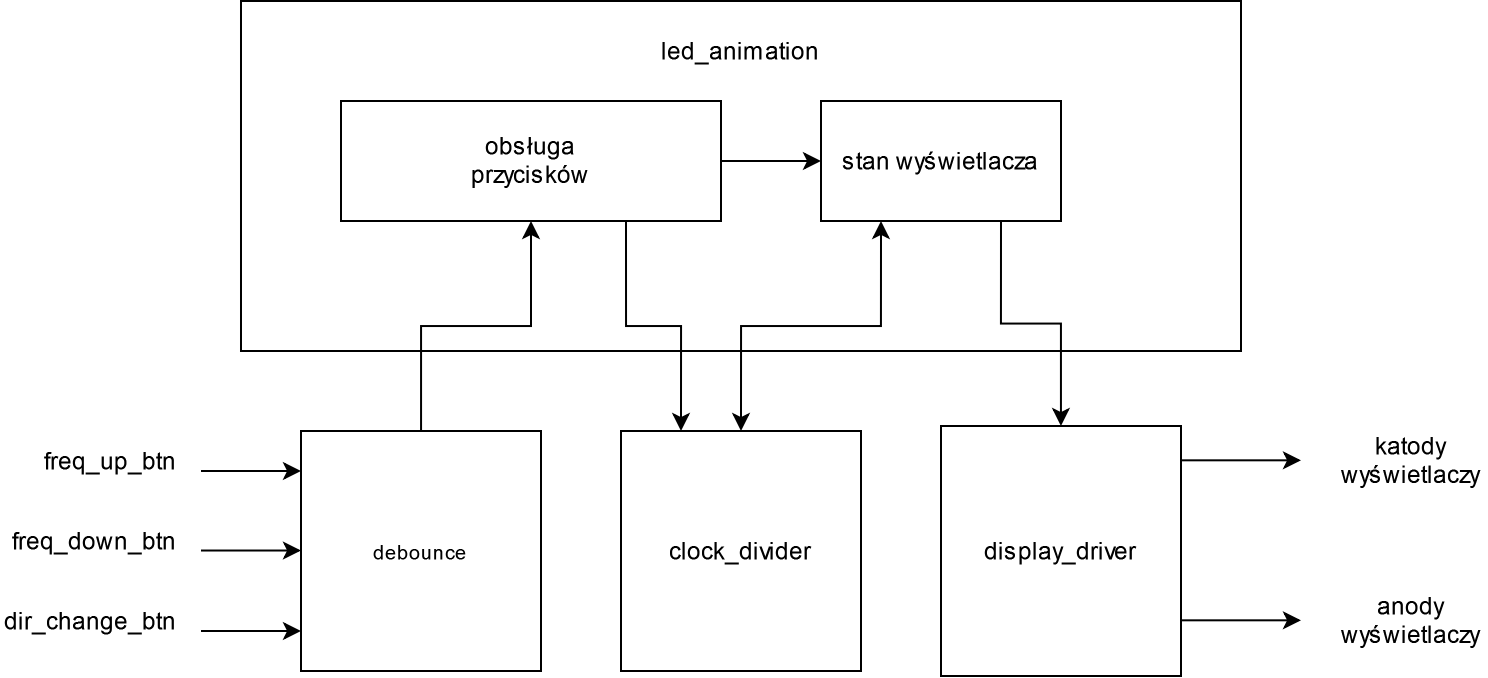 led_animation
obsługa
przycisków
stan wyświetlacza
freq_up_btn
freq_down_btn
dir_change_btn
debounce
clock_divider
display_driver
katody
wyświetlaczy
anody
wyświetlaczy